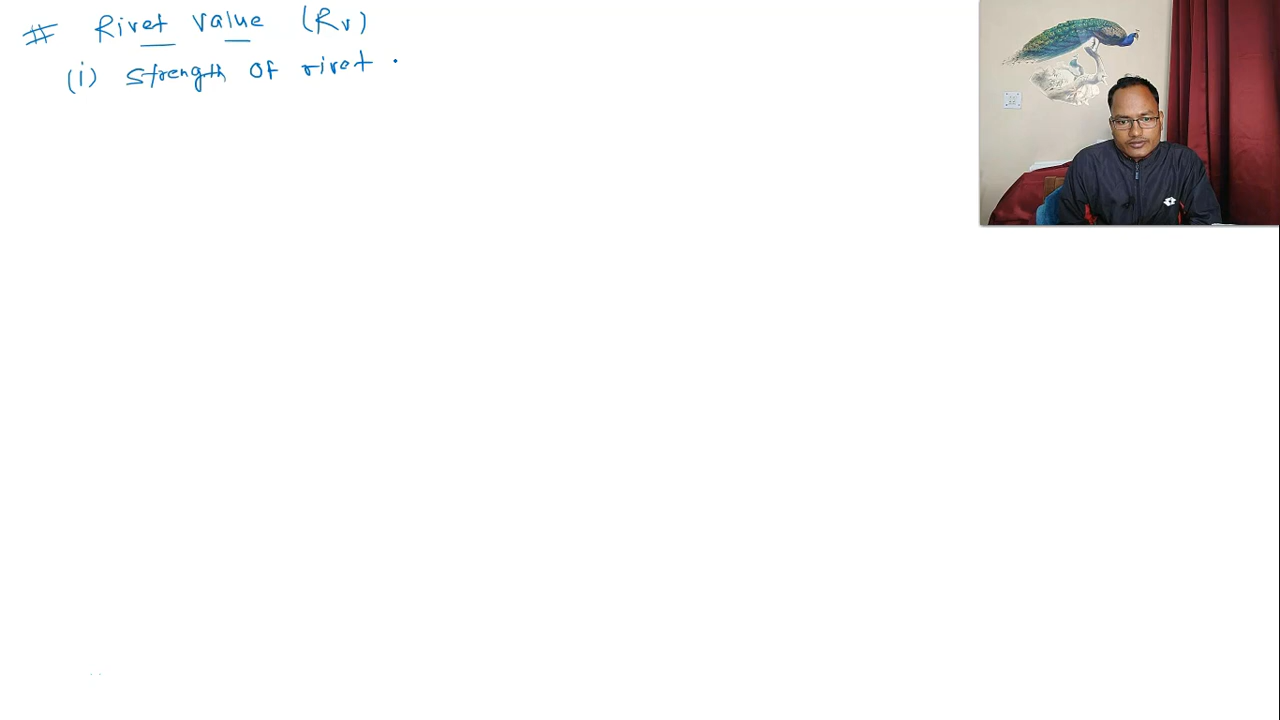 # Rivet Value (Rv)
(i) strength of rivet